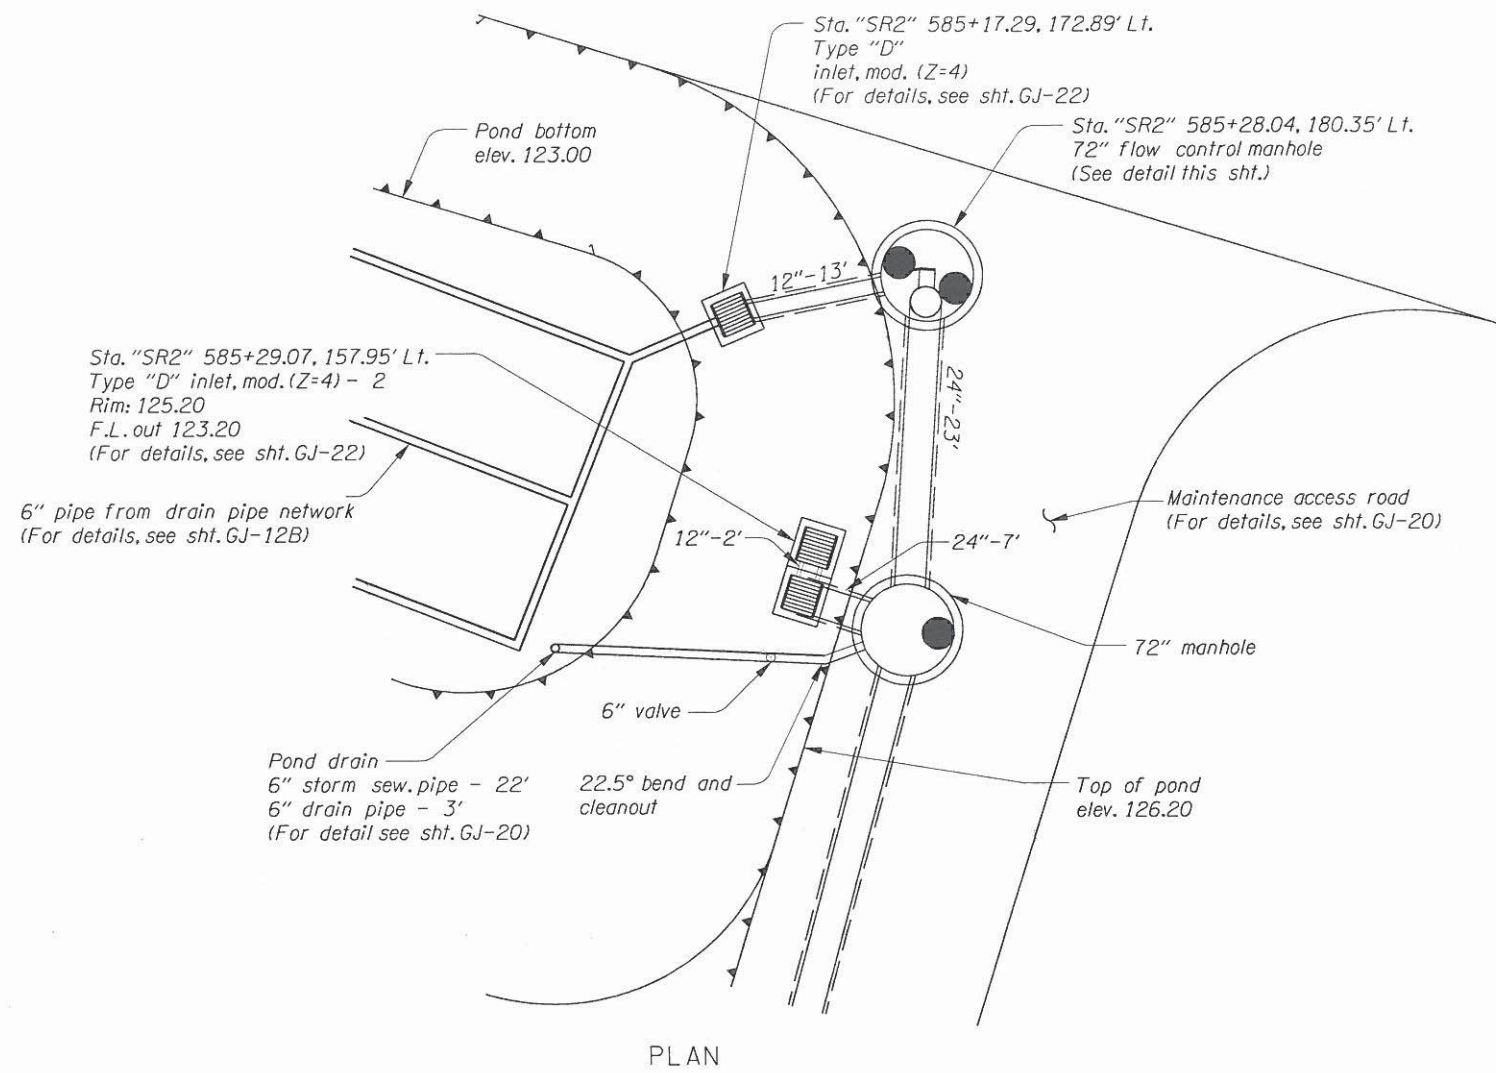 Sta. "SR2" 585+17.29, 172.89' Lt.
Type "D"
inlet, mod. (Z=4)
(For details, see sht. GJ-22)
Sta. "SR2" 585+28.04, 180.35' Lt.
72" flow control manhole
(See detail this sht.)
Pond bottom
elev. 123.00
12"-13'
Sta. "SR2" 585+29.07, 157.95' Lt.
Type "D" inlet, mod. (Z=4) - 2
Rim: 125.20
F.L. out 123.20
(For details, see sht. GJ-22)
24"-23'
6" pipe from drain pipe network
(For details, see sht. GJ-12B)
Maintenance access road
(For details, see sht. GJ-20)
12"-2'
24"-7'
72" manhole
6" valve
Pond drain
6" storm sew. pipe - 22'
6" drain pipe - 3'
(For detail see sht. GJ-20)
22.5° bend and
cleanout
Top of pond
elev. 126.20
PLAN